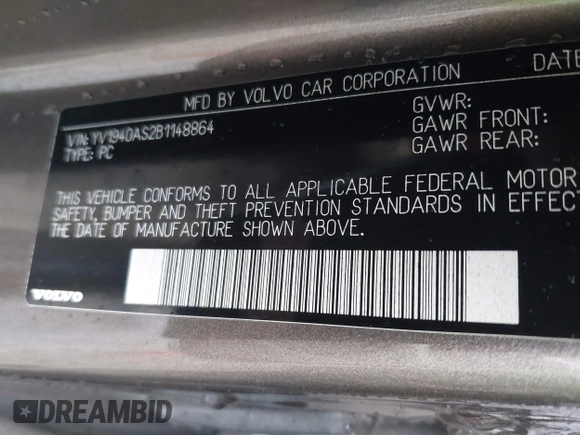 MFD BY VOLVO CAR CORPORATION DATE
VIN: YV1940AS2B1148864
TYPE: PC
GVWR:
GAWR FRONT:
GAWR REAR:
THIS VEHICLE CONFORMS TO ALL APPLICABLE FEDERAL MOTOR
SAFETY, BUMPER AND THEFT PREVENTION STANDARDS IN EFFEC
THE DATE OF MANUFACTURE SHOWN ABOVE.
VOLVO
DREAMBID